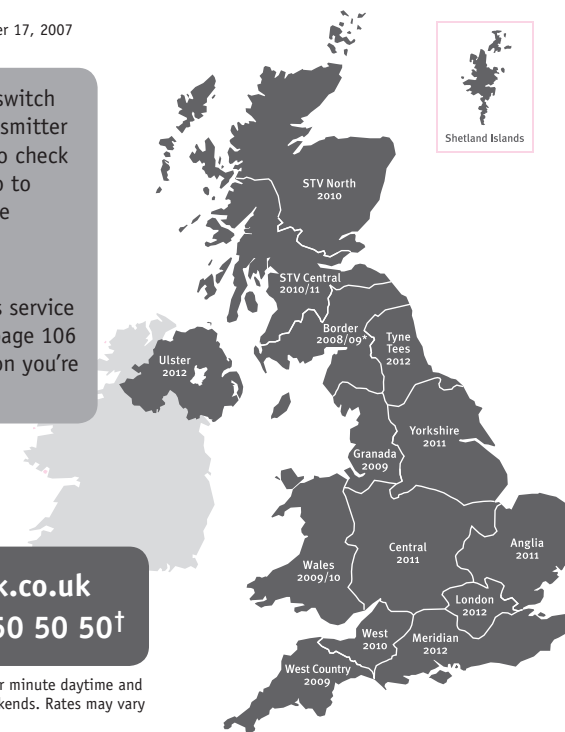 er 17, 2007
switch
smitter
o check
o to
e
s service
page 106
on you're
k.co.uk
50 50 50†
r minute daytime and
kends. Rates may vary
Shetland Islands
STV North
2010
STV Central
2010/11
Border
2008/09*
Tyne
Tees
2012
Ulster
2012
Yorkshire
2011
Granada
2009
Wales
2009/10
Central
2011
Anglia
2011
London
2012
West
2010
Meridian
2012
West Country
2009